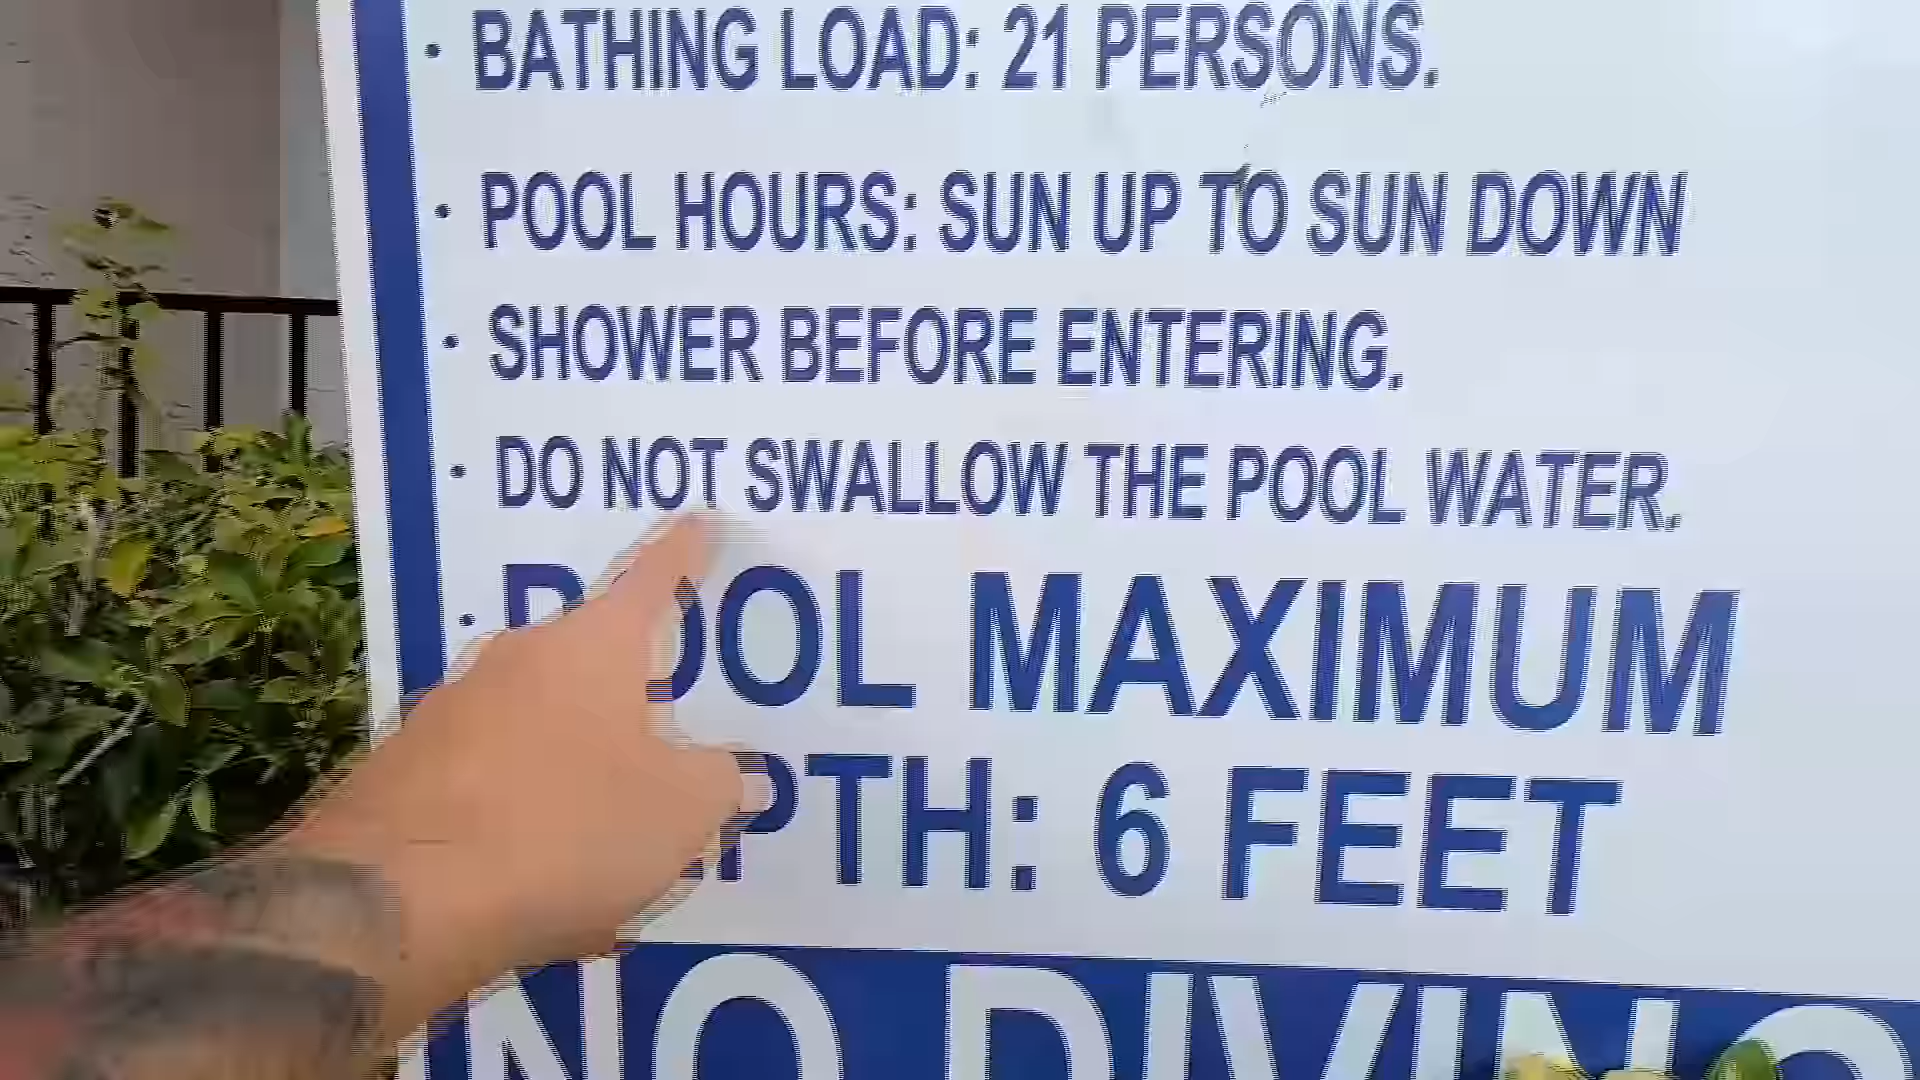 · BATHING LOAD: 21 PERSONS.
· POOL HOURS: SUN UP TO SUN DOWN
· SHOWER BEFORE ENTERING.
· DO NOT SWALLOW THE POOL WATER.
· POOL MAXIMUM
DEPTH: 6 FEET
NO DIVING